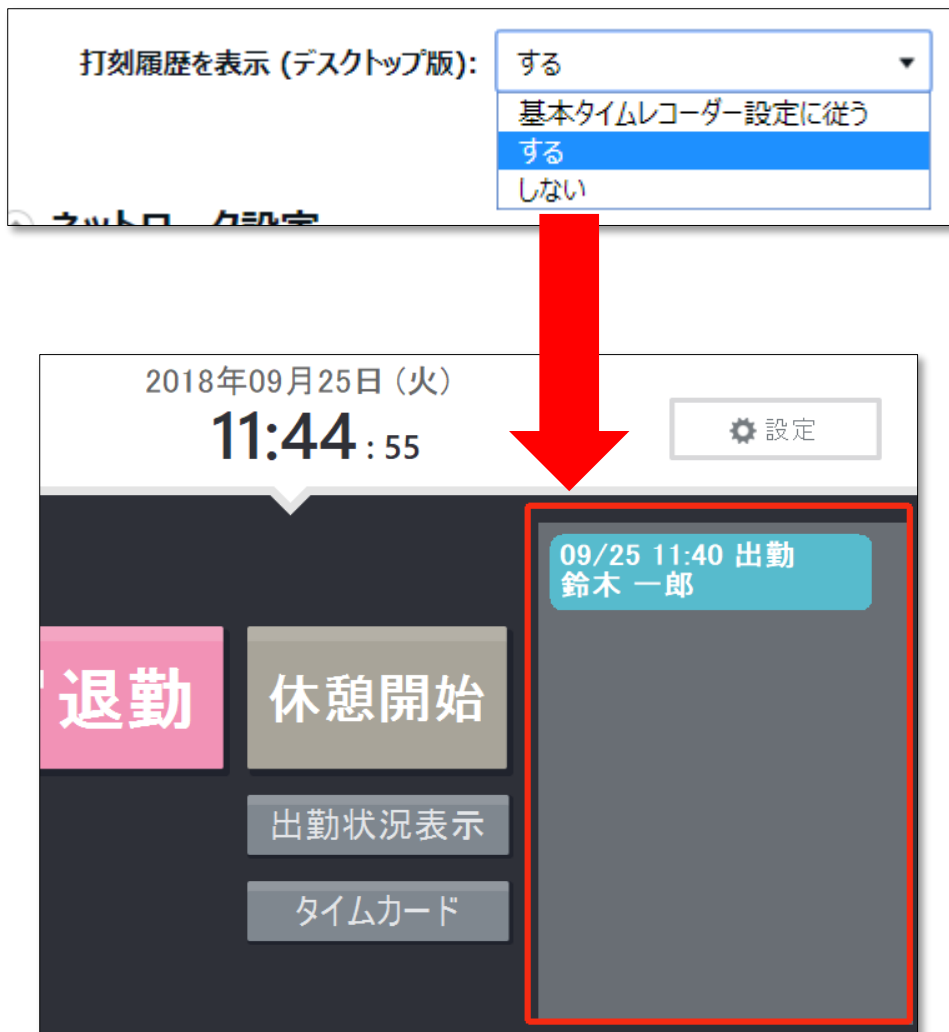 打刻履歴を表示 (デスクトップ版): する
基本タイムレコーダー設定に従う
する
しない
2018年09月25日（火）
11:44 : 55
設定
09/25 11:40 出勤
鈴木 一郎
退勤
休憩開始
出勤状況表示
タイムカード